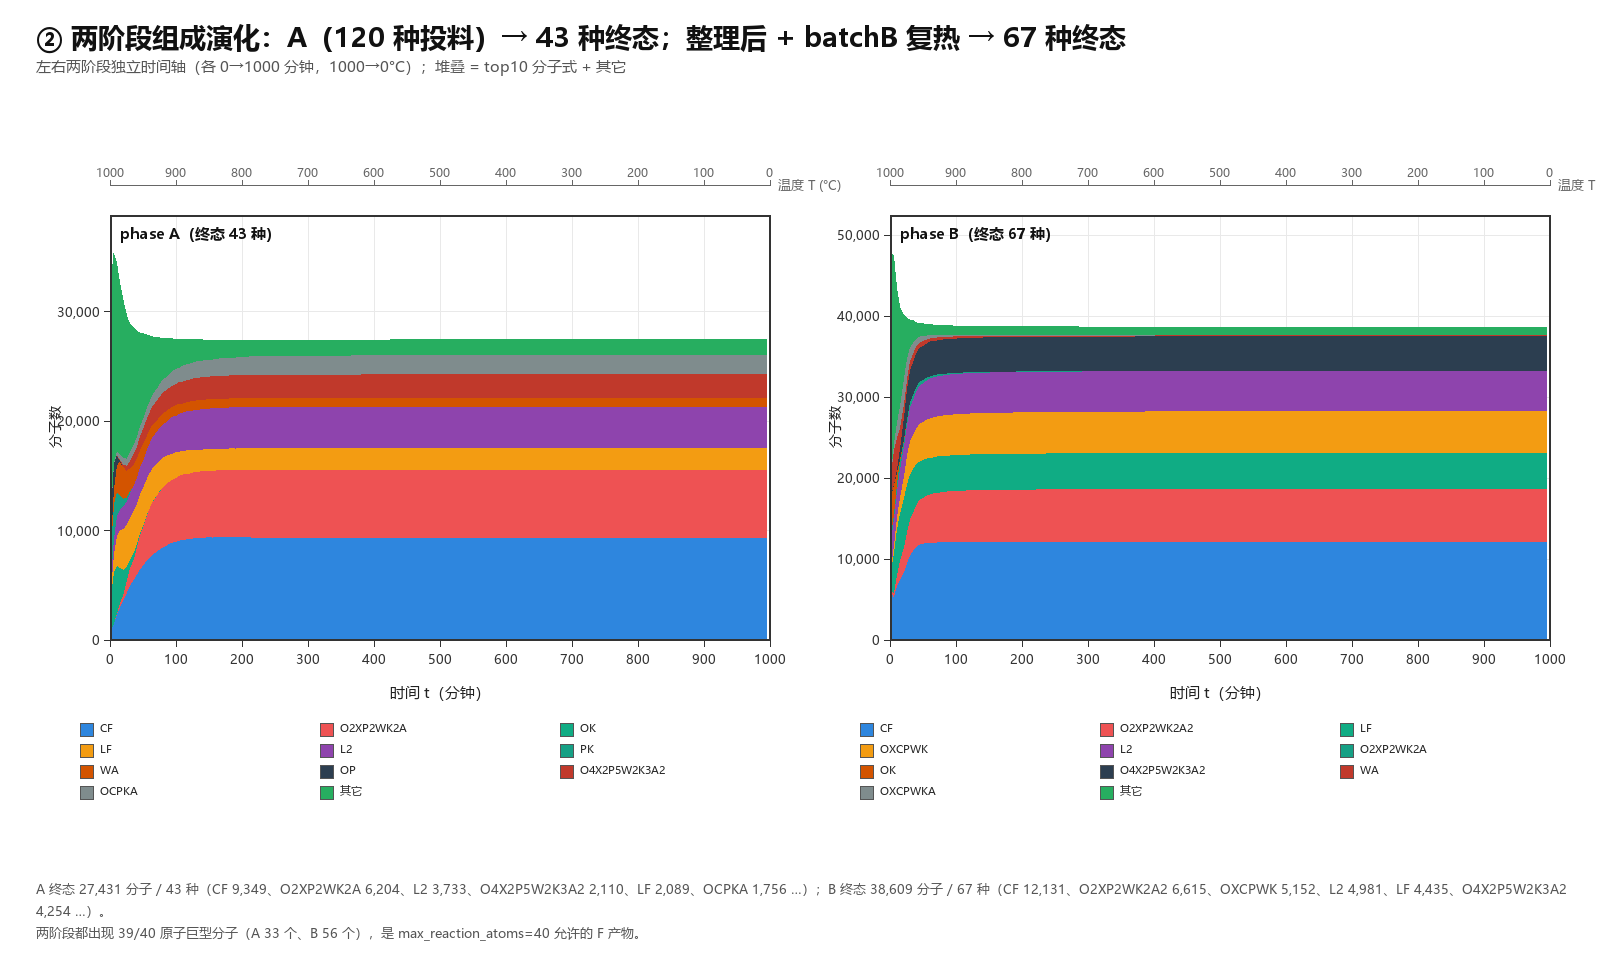 ② 两阶段组成演化：A（120 种投料）→ 43 种终态；整理后 + batchB 复热 → 67 种终态
左右两阶段独立时间轴（各 0→1000 分钟，1000→0°C）；堆叠 = top10 分子式 + 其它
1000 900 800 700 600 500 400 300 200 100 0 温度 T (°C)
phase A（终态 43 种）
30,000
20,000
10,000
0
分子数
0 100 200 300 400 500 600 700 800 900 1000
时间 t（分钟）
CF O2XP2WK2A OK
LF L2 PK
WA OP O4X2P5W2K3A2
OCPKA 其它
1000 900 800 700 600 500 400 300 200 100 0 温度 T
phase B（终态 67 种）
50,000
40,000
30,000
20,000
10,000
0
分子数
0 100 200 300 400 500 600 700 800 900 1000
时间 t（分钟）
CF O2XP2WK2A2 LF
OXCPWK L2 O2XP2WK2A
OK O4X2P5W2K3A2 WA
OXCPWKA 其它
A 终态 27,431 分子 / 43 种（CF 9,349、O2XP2WK2A 6,204、L2 3,733、O4X2P5W2K3A2 2,110、LF 2,089、OCPKA 1,756 …）；B 终态 38,609 分子 / 67 种（CF 12,131、O2XP2WK2A2 6,615、OXCPWK 5,152、L2 4,981、LF 4,435、O4X2P5W2K3A2
4,254 …）。
两阶段都出现 39/40 原子巨型分子（A 33 个、B 56 个），是 max_reaction_atoms=40 允许的 F 产物。